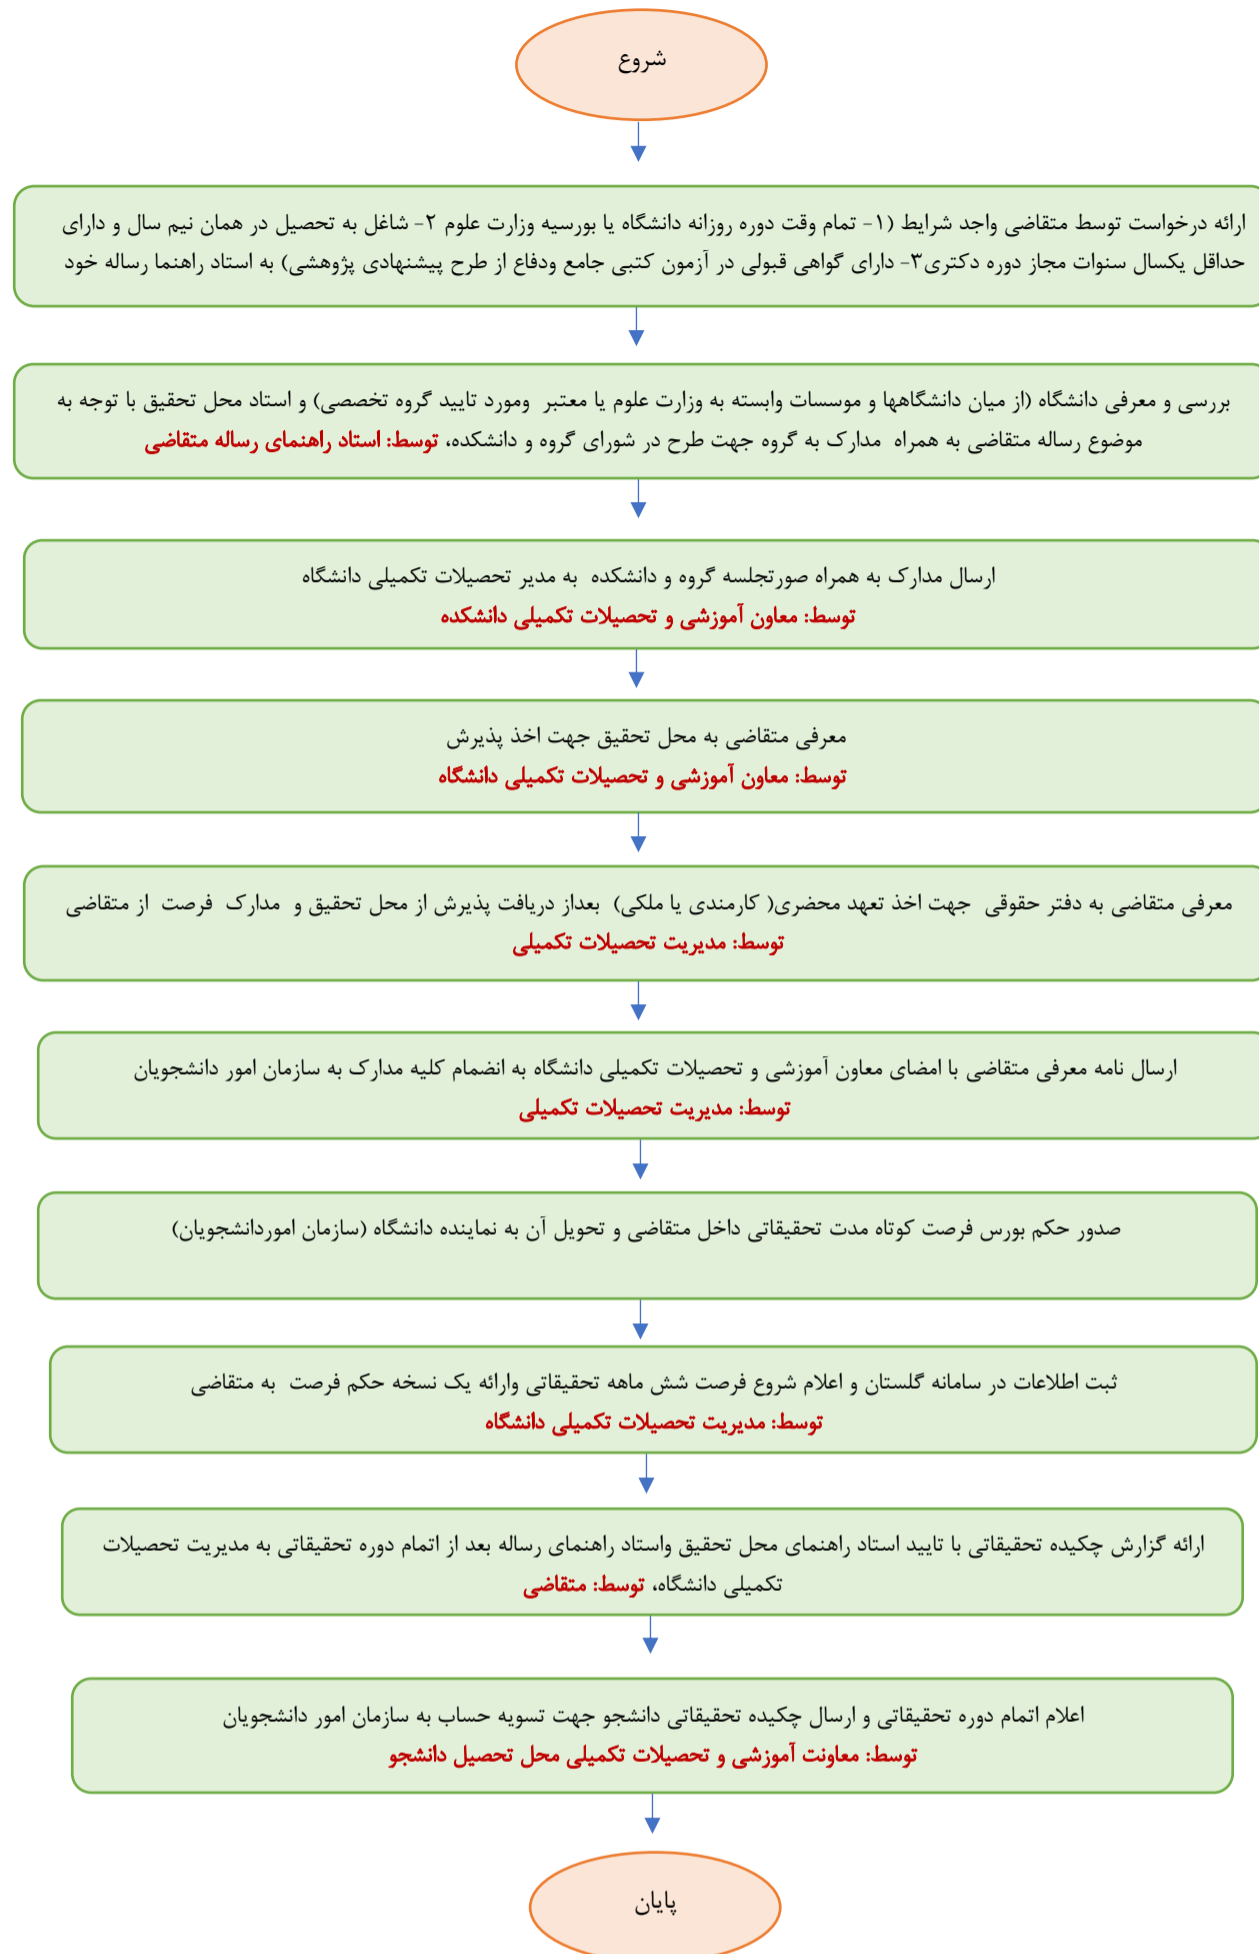 شروع
ارائه درخواست توسط متقاضی واجد شرایط (۱- تمام وقت دوره روزانه دانشگاه یا بورسیه وزارت علوم ۲- شاغل به تحصیل در همان نیم سال و دارای
حداقل یکسال سنوات مجاز دوره دکتری۳- دارای گواهی قبولی در آزمون کتبی جامع ودفاع از طرح پیشنهادی پژوهشی) به استاد راهنما رساله خود
بررسی و معرفی دانشگاه (از میان دانشگاهها و موسسات وابسته به وزارت علوم یا معتبر ومورد تایید گروه تخصصی) و استاد محل تحقیق با توجه به
موضوع رساله متقاضی به همراه مدارک به گروه جهت طرح در شورای گروه و دانشکده، توسط: استاد راهنمای رساله متقاضی
ارسال مدارک به همراه صورتجلسه گروه و دانشکده به مدیر تحصیلات تکمیلی دانشگاه
توسط: معاون آموزشی و تحصیلات تکمیلی دانشکده
معرفی متقاضی به محل تحقیق جهت اخذ پذیرش
توسط: معاون آموزشی و تحصیلات تکمیلی دانشگاه
معرفی متقاضی به دفتر حقوقی جهت اخذ تعهد محضری( کارمندی یا ملکی) بعداز دریافت پذیرش از محل تحقیق و مدارک فرصت از متقاضی
توسط: مدیریت تحصیلات تکمیلی
ارسال نامه معرفی متقاضی با امضای معاون آموزشی و تحصیلات تکمیلی دانشگاه به انضمام کلیه مدارک به سازمان امور دانشجویان
توسط: مدیریت تحصیلات تکمیلی
صدور حکم بورس فرصت کوتاه مدت تحقیقاتی داخل متقاضی و تحویل آن به نماینده دانشگاه (سازمان اموردانشجویان)
ثبت اطلاعات در سامانه گلستان و اعلام شروع فرصت شش ماهه تحقیقاتی وارائه یک نسخه حکم فرصت به متقاضی
توسط: مدیریت تحصیلات تکمیلی دانشگاه
ارائه گزارش چکیده تحقیقاتی با تایید استاد راهنمای محل تحقیق واستاد راهنمای رساله بعد از اتمام دوره تحقیقاتی به مدیریت تحصیلات
تکمیلی دانشگاه، توسط: متقاضی
اعلام اتمام دوره تحقیقاتی و ارسال چکیده تحقیقاتی دانشجو جهت تسویه حساب به سازمان امور دانشجویان
توسط: معاونت آموزشی و تحصیلات تکمیلی محل تحصیل دانشجو
پایان